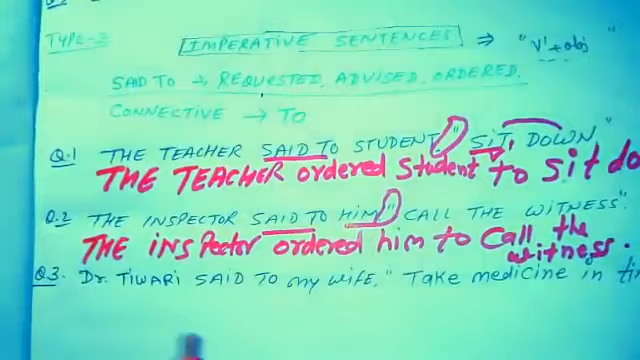 TYPE-3 IMPERATIVE SENTENCES ⇒ "V'+obj"
SAID TO → REQUESTED, ADVISED, ORDERED.
CONNECTIVE → TO
Q.1 THE TEACHER SAID TO STUDENT, "SIT DOWN."
THE TEACHER ordered Student to sit do
Q.2 THE INSPECTOR SAID TO HIM, "CALL THE WITNESS".
THE insPector ordered him to call the
witness.
Q3. Dr. TIWARI SAID TO my WIFE, "Take medicine in